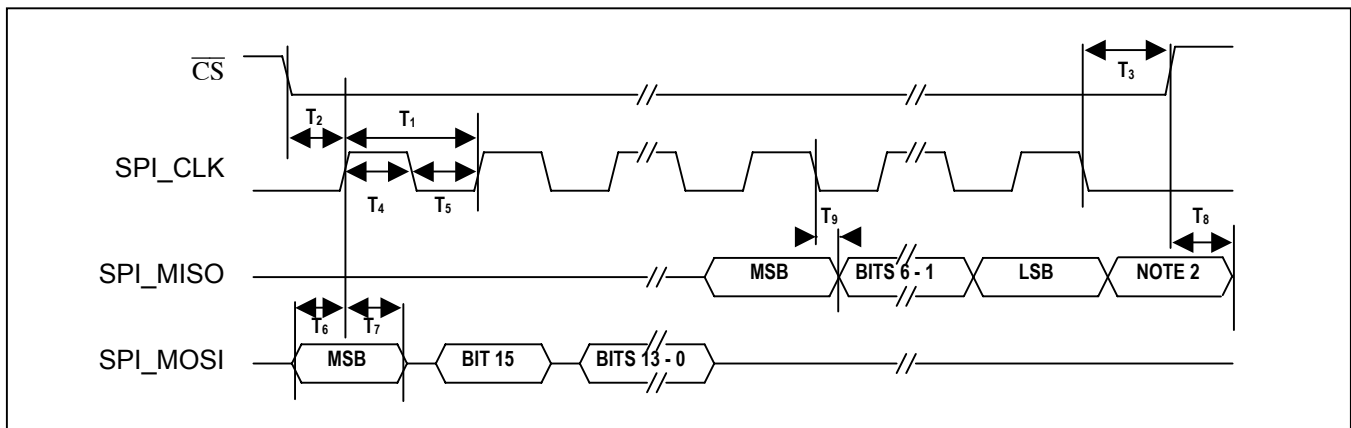 CS
T3
T2 T1
SPI_CLK
T4 T5
T9 T8
SPI_MISO MSB BITS 6 - 1 LSB NOTE 2
T6 T7
SPI_MOSI MSB BIT 15 BITS 13 - 0